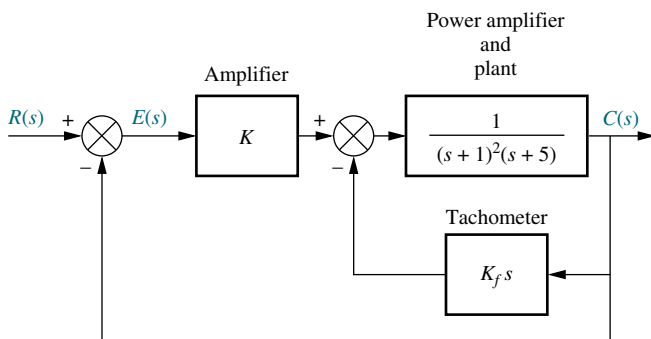 Power amplifier
and
plant
Amplifier
R(s) + E(s) K + 1 / (s + 1)²(s + 5) C(s)
−
−
Tachometer
K_f s